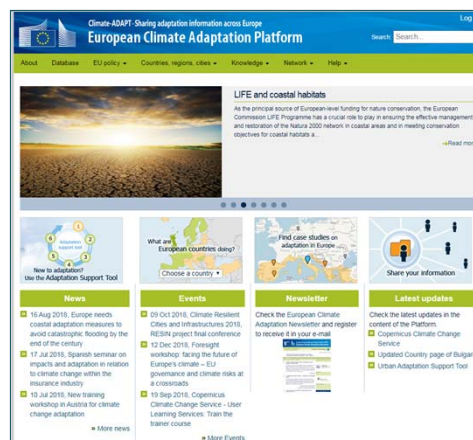 Climate-ADAPT- Sharing adaptation information across Europe
European Climate Adaptation Platform
Log
Search:
Search...
About Database EU policy Countries, regions, cities Knowledge Network Help
LIFE and coastal habitats
As the principal source of European-level funding for nature conservation, the European
Commission LIFE Programme has a crucial role to play in ensuring the effective management
and restoration of the Natura 2000 network in coastal areas and in meeting conservation
objectives for coastal habitats a...
Read mor
1
2
3
4
5
6
Adaptation
support tool
New to adaptation?
Use the Adaptation Support Tool
What are
European countries doing?
Choose a country
Find case studies on
adaptation in Europe
Share your information
News
16 Aug 2018, Europe needs
coastal adaptation measures to
avoid catastrophic flooding by the
end of the century
17 Jul 2018, Spanish seminar on
impacts and adaptation in relation
to climate change within the
insurance industry
10 Jul 2018, New training
workshop in Austria for climate
change adaptation
» More news
Events
09 Oct 2018, Climate Resilient
Cities and Infrastructures 2018,
RESIN project final conference
12 Dec 2018, Foresight
workshop: facing the future of
Europe's climate – EU
governance and climate risks at
a crossroads
19 Sep 2018, Copernicus
Climate Change Service - User
Learning Services: Train the
trainer course
» More Events
Newsletter
Check the European Climate
Adaptation Newsletter and register
to receive it in your e-mail
Latest updates
Check the latest updates in the
content of the Platform.
Copernicus Climate Change
Service
Updated Country page of Bulgar
Urban Adaptation Support Tool